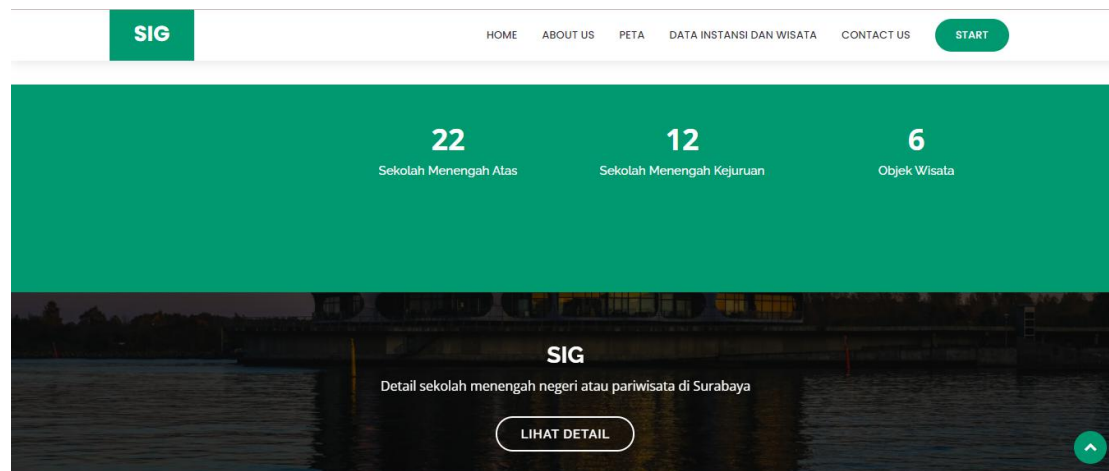 SIG
HOME ABOUT US PETA DATA INSTANSI DAN WISATA CONTACT US START
22 12 6
Sekolah Menengah Atas Sekolah Menengah Kejuruan Objek Wisata
SIG
Detail sekolah menengah negeri atau pariwisata di Surabaya
LIHAT DETAIL